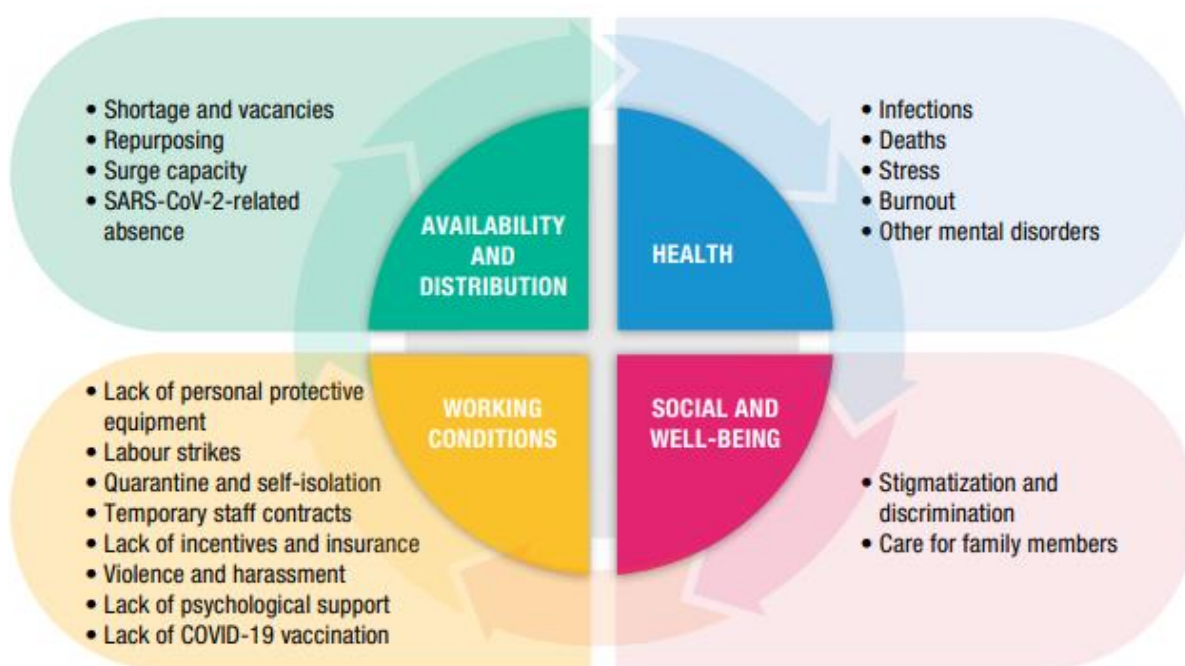 • Shortage and vacancies
• Repurposing
• Surge capacity
• SARS-CoV-2-related
absence
AVAILABILITY
AND
DISTRIBUTION
HEALTH
• Infections
• Deaths
• Stress
• Burnout
• Other mental disorders
• Lack of personal protective
equipment
• Labour strikes
• Quarantine and self-isolation
• Temporary staff contracts
• Lack of incentives and insurance
• Violence and harassment
• Lack of psychological support
• Lack of COVID-19 vaccination
WORKING
CONDITIONS
SOCIAL AND
WELL-BEING
• Stigmatization and
discrimination
• Care for family members